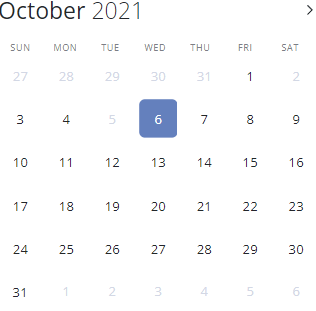 October 2021
SUN MON TUE WED THU FRI SAT
27 28 29 30 31 1 2
3 4 5 6 7 8 9
10 11 12 13 14 15 16
17 18 19 20 21 22 23
24 25 26 27 28 29 30
31 1 2 3 4 5 6